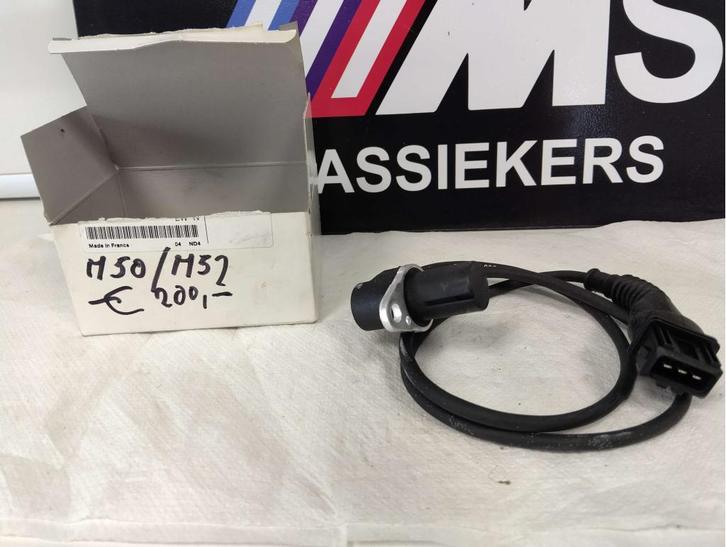 MS
ASSIEKERS
Made in France 04 ND4
M50/M52
€ 200,-